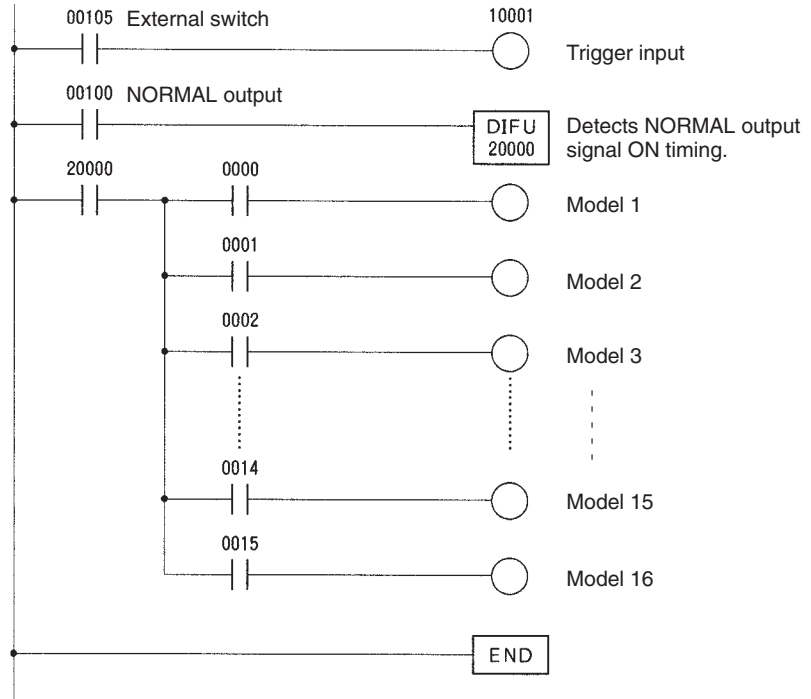 00105 External switch
10001
Trigger input
00100 NORMAL output
DIFU
20000
Detects NORMAL output
signal ON timing.
20000
0000
Model 1
0001
Model 2
0002
Model 3
0014
Model 15
0015
Model 16
END